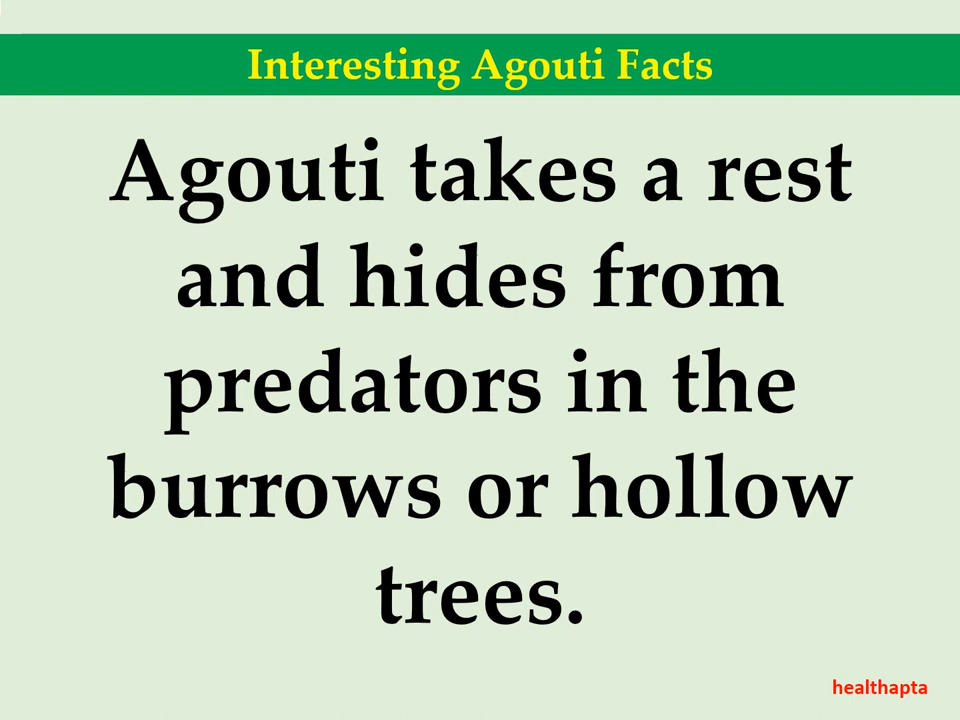 Interesting Agouti Facts
Agouti takes a rest
and hides from
predators in the
burrows or hollow
trees.
healthapta